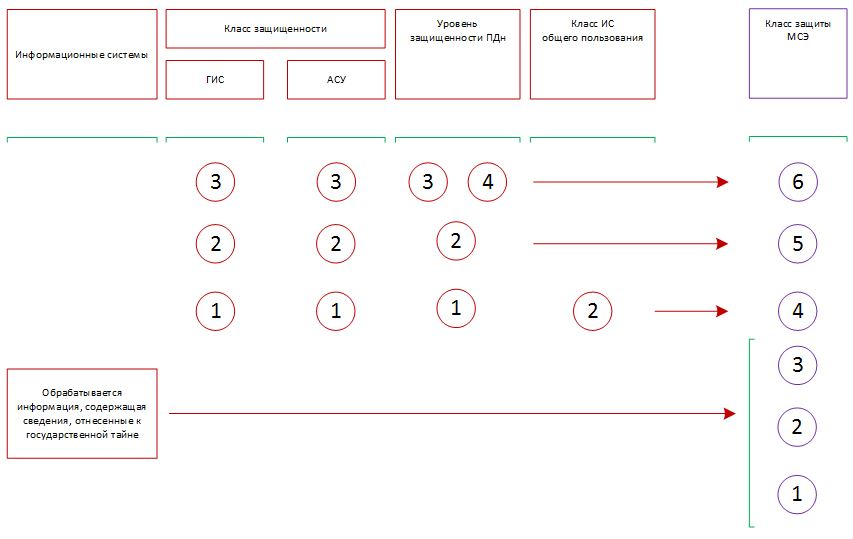 Информационные системы
Класс защищенности
ГИС
АСУ
Уровень
защищенности ПДн
Класс ИС
общего пользования
Класс защиты
МСЭ
3
3
3
4
6
2
2
2
5
1
1
1
2
4
3
Обрабатывается
информация, содержащая
сведения, отнесенные к
государственной тайне
2
1